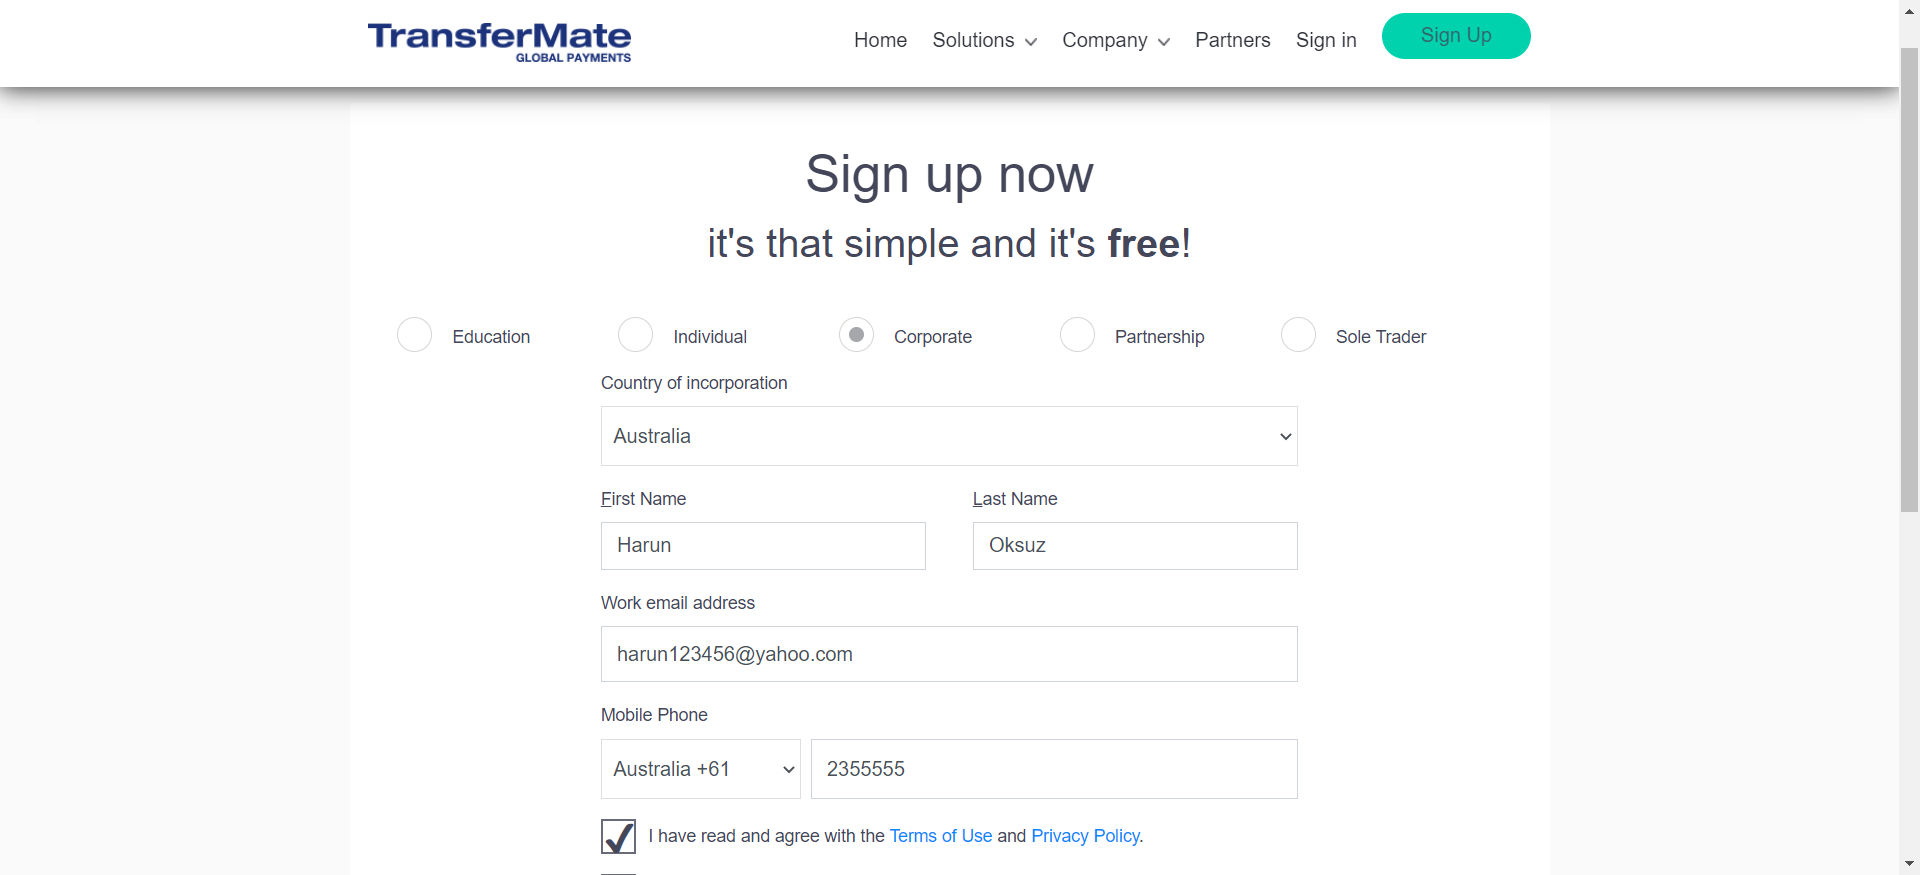 TransferMate
GLOBAL PAYMENTS
Home Solutions Company Partners Sign in Sign Up
Sign up now
it's that simple and it's free!
Education Individual Corporate Partnership Sole Trader
Country of incorporation
Australia
First Name Last Name
Harun Oksuz
Work email address
harun123456@yahoo.com
Mobile Phone
Australia +61 2355555
I have read and agree with the Terms of Use and Privacy Policy.